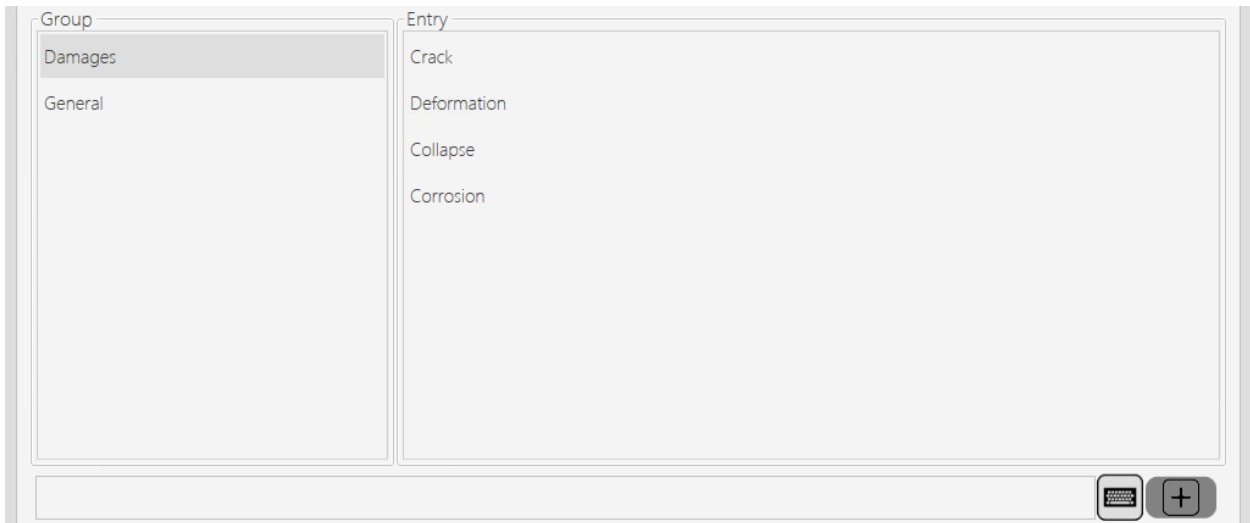 Group
Damages
General
Entry
Crack
Deformation
Collapse
Corrosion